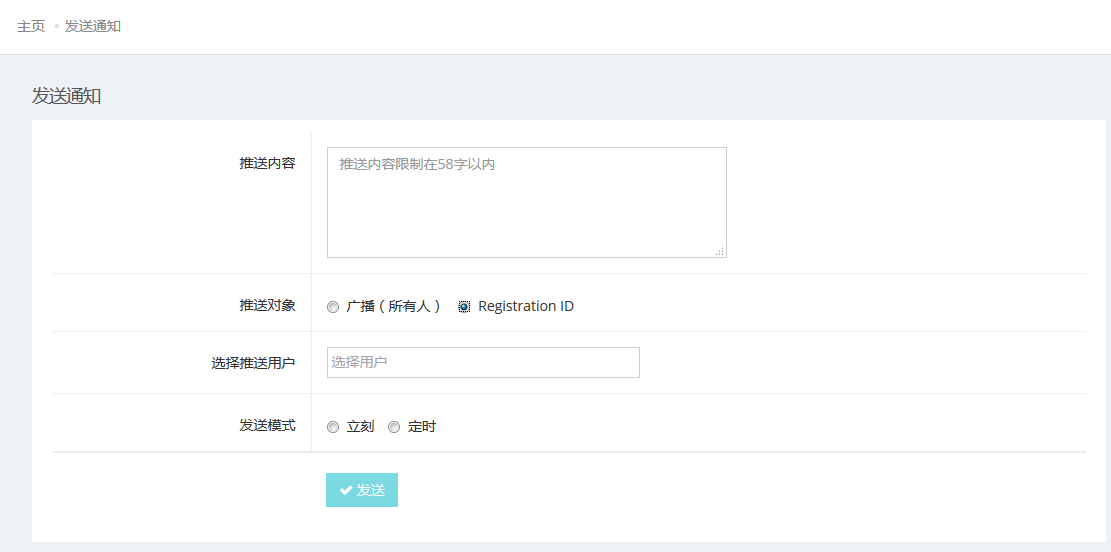 主页 • 发送通知
发送通知
推送内容 推送内容限制在58字以内
推送对象 广播（所有人） Registration ID
选择推送用户 选择用户
发送模式 立刻 定时
发送